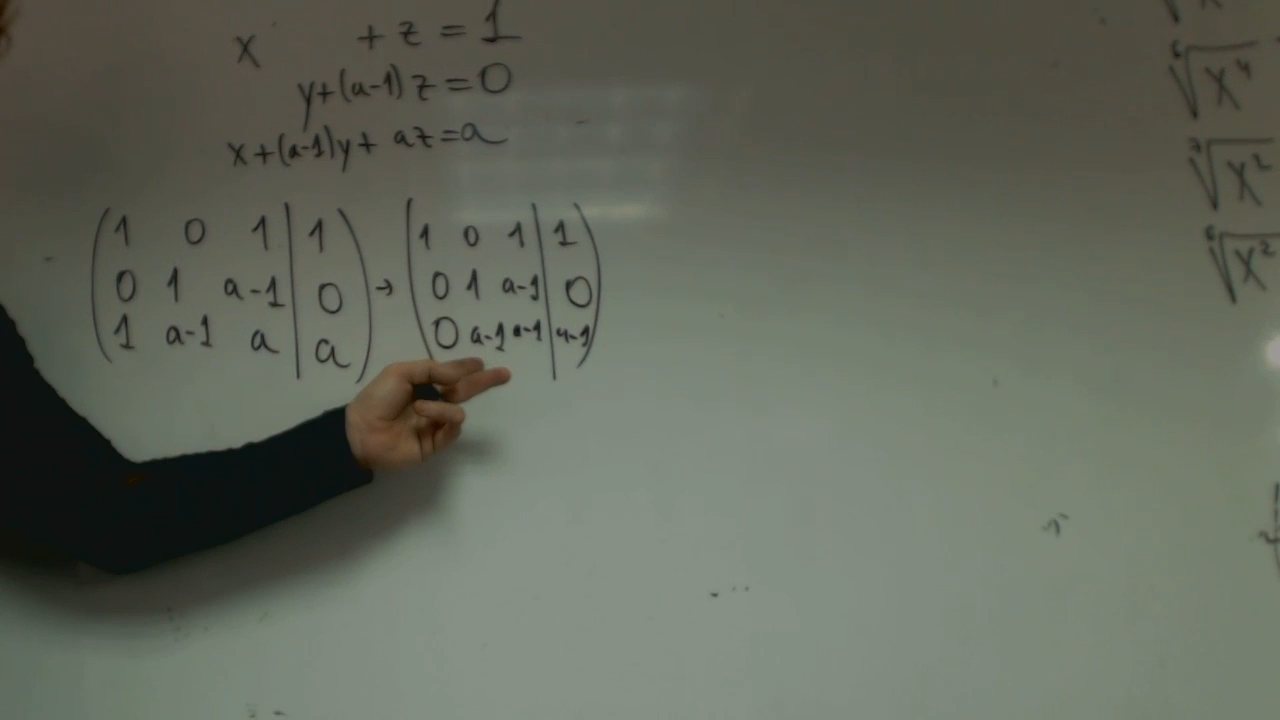 x + z = 1
y+(a-1)z=0
x+(a-1)y+ az=a
(1 0 1 | 1) → (1 0 1 | 1)
(0 1 a-1 | 0) → (0 1 a-1 | 0)
(1 a-1 a | a) → (0 a-1 a-1 | a-1)
⁶√x⁴
√x²
⁶√x²